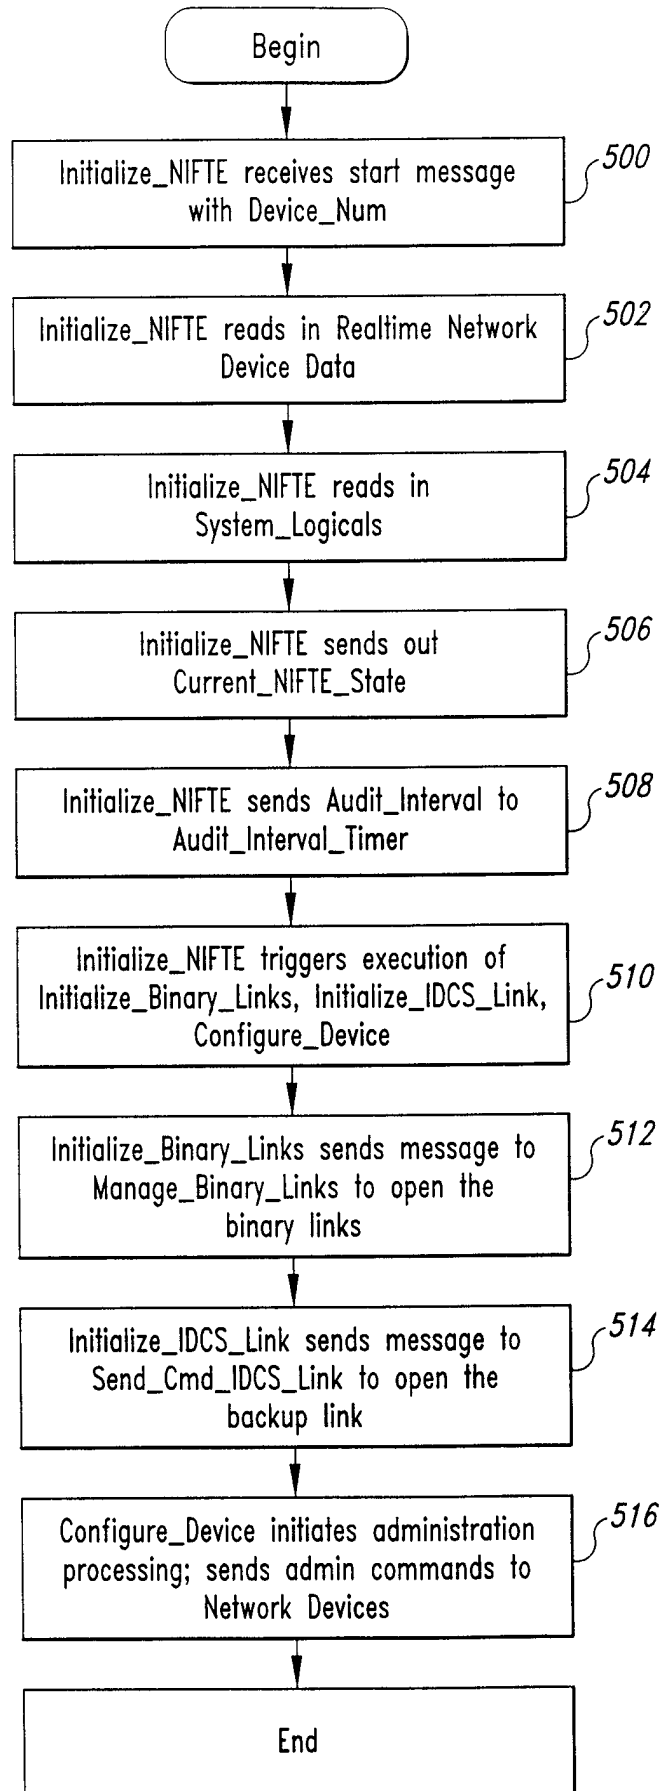 Begin
Initialize_NIFTE receives start message
with Device_Num
500
Initialize_NIFTE reads in Realtime Network
Device Data
502
Initialize_NIFTE reads in
System_Logicals
504
Initialize_NIFTE sends out
Current_NIFTE_State
506
Initialize_NIFTE sends Audit_Interval to
Audit_Interval_Timer
508
Initialize_NIFTE triggers execution of
Initialize_Binary_Links, Initialize_IDCS_Link,
Configure_Device
510
Initialize_Binary_Links sends message to
Manage_Binary_Links to open the
binary links
512
Initialize_IDCS_Link sends message to
Send_Cmd_IDCS_Link to open the
backup link
514
Configure_Device initiates administration
processing; sends admin commands to
Network Devices
516
End